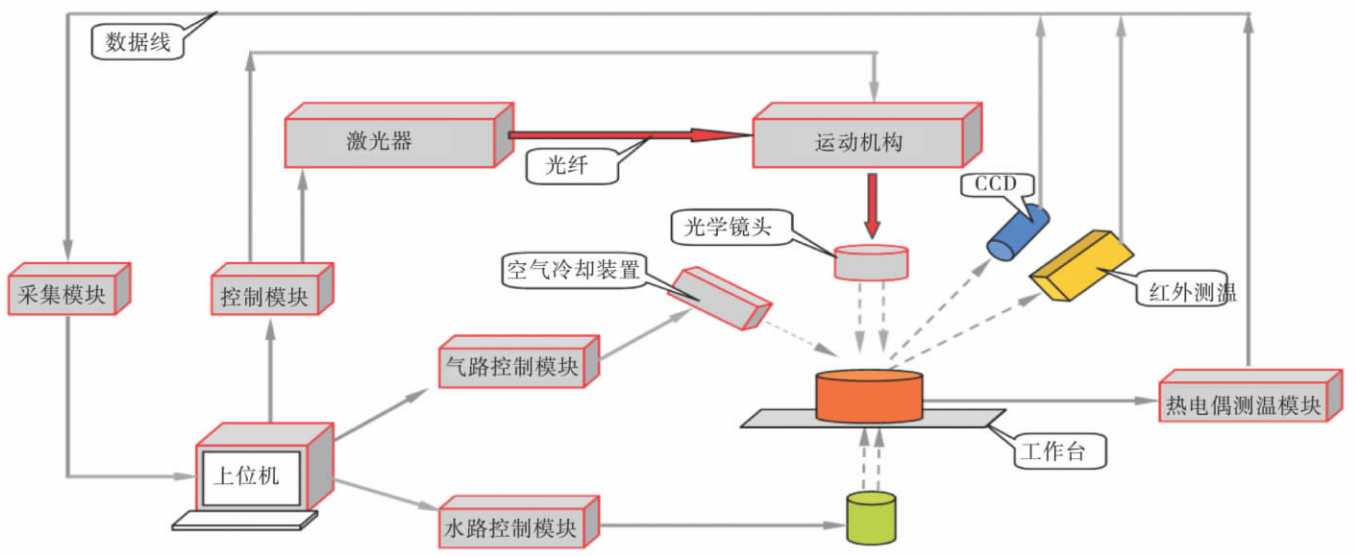 数据线
激光器
光纤
运动机构
CCD
光学镜头
空气冷却装置
红外测温
采集模块
控制模块
气路控制模块
热电偶测温模块
工作台
上位机
水路控制模块